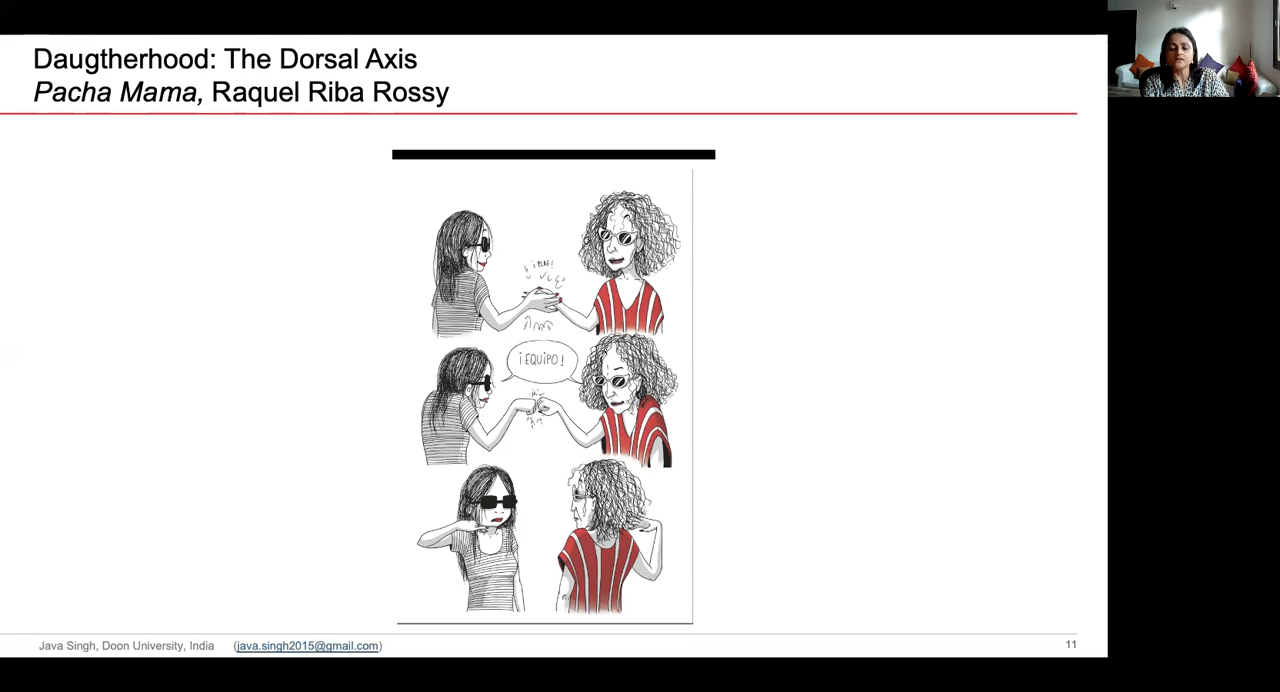 Daugtherhood: The Dorsal Axis
Pacha Mama, Raquel Riba Rossy
¡EQUIPO!
Java Singh, Doon University, India (java.singh2015@gmail.com)
11